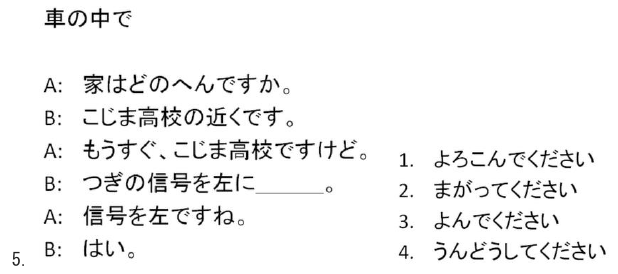 車の中で
A: 家はどのへんですか。
B: こじま高校の近くです。
A: もうすぐ、こじま高校ですけど。
B: つぎの信号を左に______。
A: 信号を左ですね。
5. B: はい。
1. よろこんでください
2. まがってください
3. よんでください
4. うんどうしてください